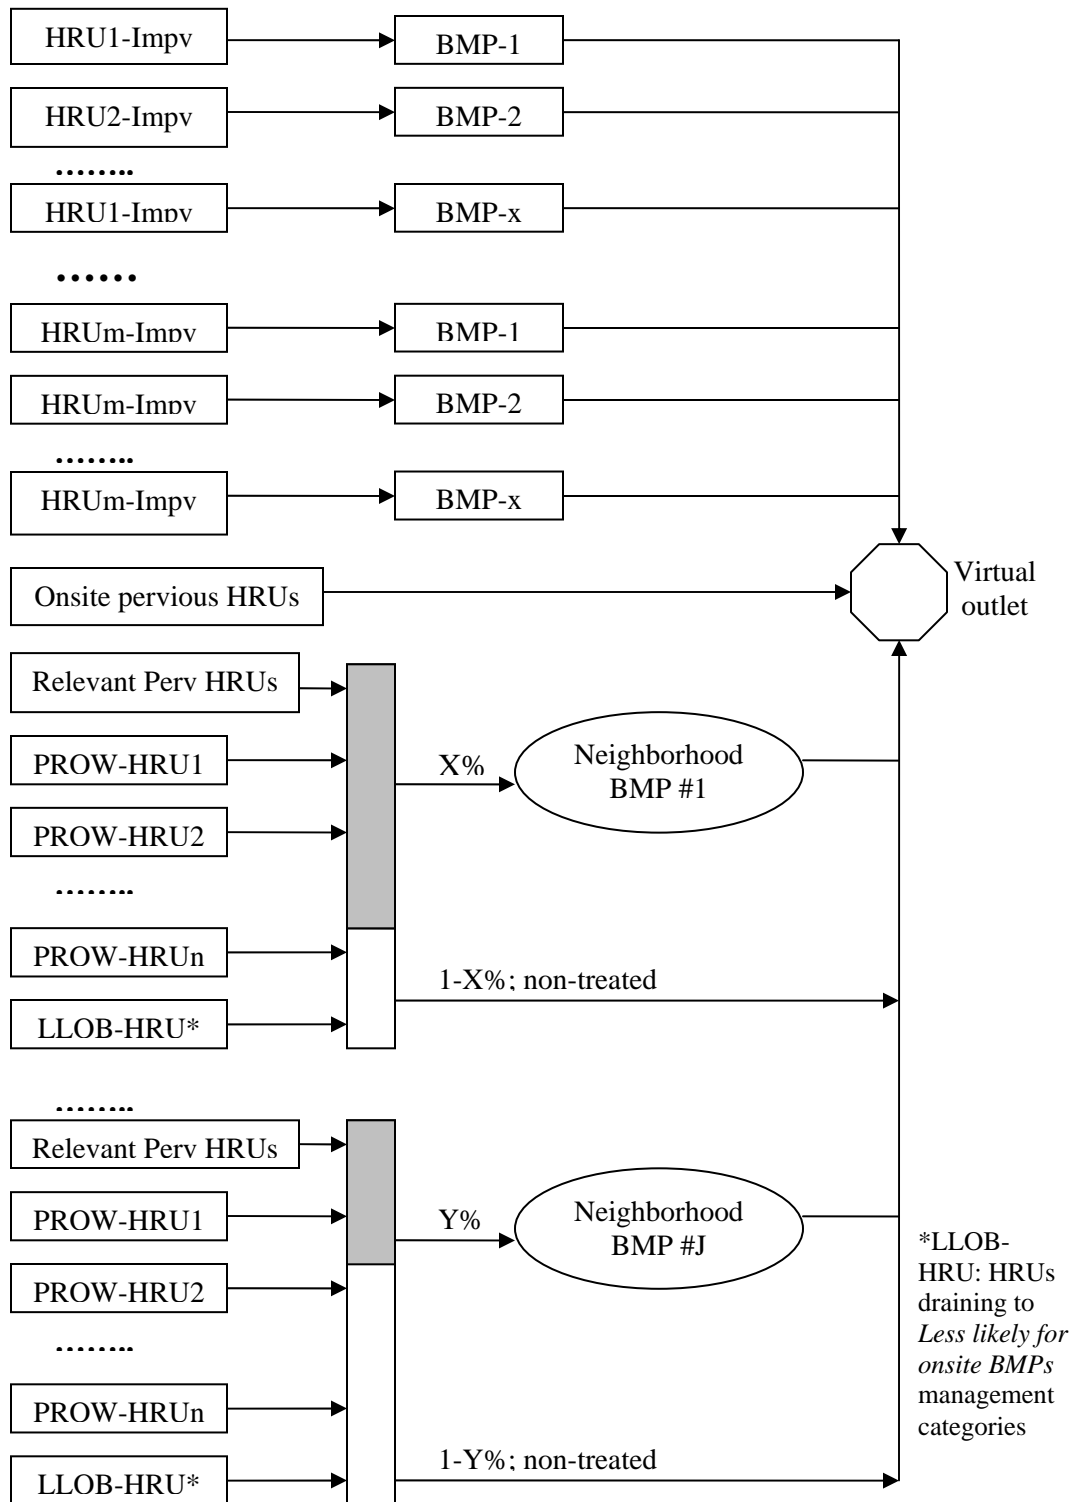 HRU1-Impv
BMP-1
HRU2-Impv
BMP-2
........
HRU1-Impv
BMP-x
......
HRUm-Impv
BMP-1
HRUm-Impv
BMP-2
........
HRUm-Impv
BMP-x
Onsite pervious HRUs
Virtual
outlet
Relevant Perv HRUs
PROW-HRU1
X%
Neighborhood
BMP #1
PROW-HRU2
........
PROW-HRUn
1-X%; non-treated
LLOB-HRU*
........
Relevant Perv HRUs
PROW-HRU1
Y%
Neighborhood
BMP #J
PROW-HRU2
........
PROW-HRUn
1-Y%; non-treated
LLOB-HRU*
*LLOB-
HRU: HRUs
draining to
Less likely for
onsite BMPs
management
categories